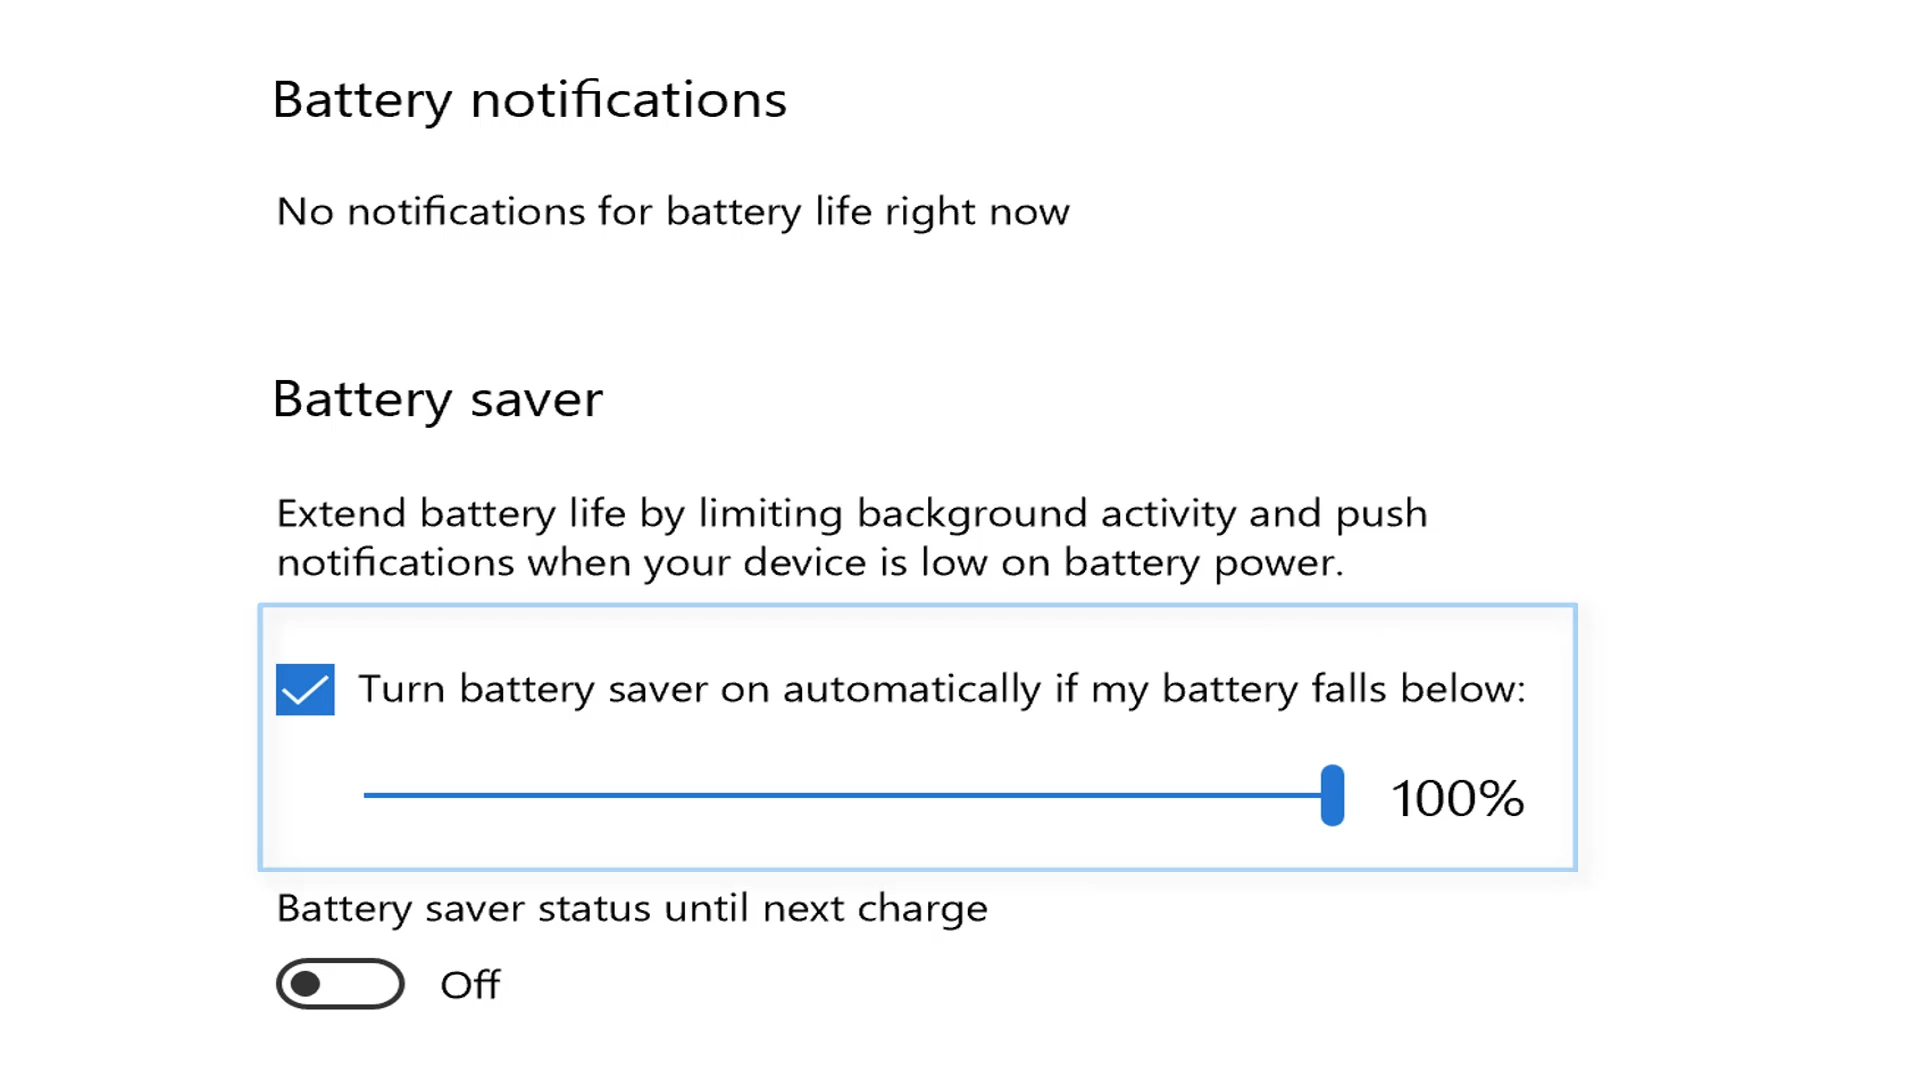 Battery notifications
No notifications for battery life right now
Battery saver
Extend battery life by limiting background activity and push
notifications when your device is low on battery power.
Turn battery saver on automatically if my battery falls below:
100%
Battery saver status until next charge
Off